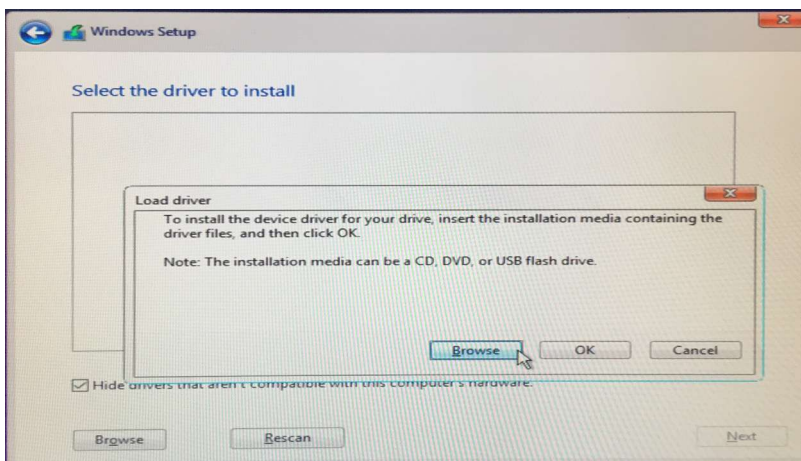 Windows Setup
Select the driver to install
Load driver
To install the device driver for your drive, insert the installation media containing the
driver files, and then click OK.
Note: The installation media can be a CD, DVD, or USB flash drive.
Browse OK Cancel
Hide drivers that aren't compatible with this computer's hardware.
Browse Rescan Next